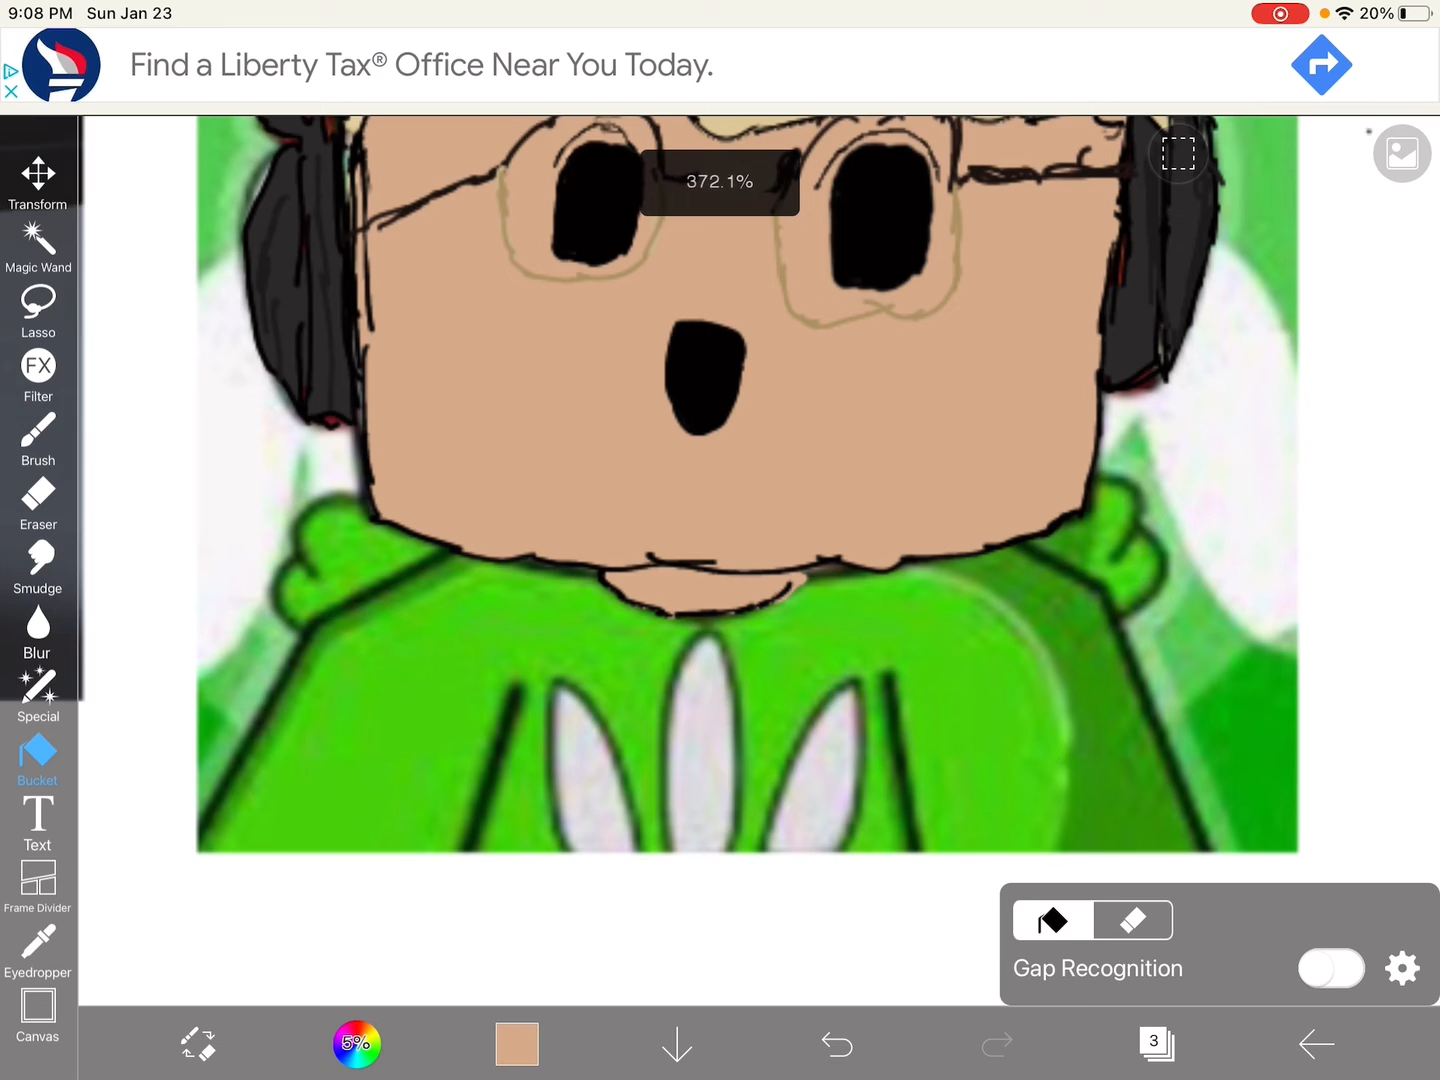 9:08 PM Sun Jan 23
20%
Find a Liberty Tax® Office Near You Today.
372.1%
Transform
Magic Wand
Lasso
FX
Filter
Brush
Eraser
Smudge
Blur
Special
Bucket
T
Text
Frame Divider
Eyedropper
Canvas
Gap Recognition
5%
3